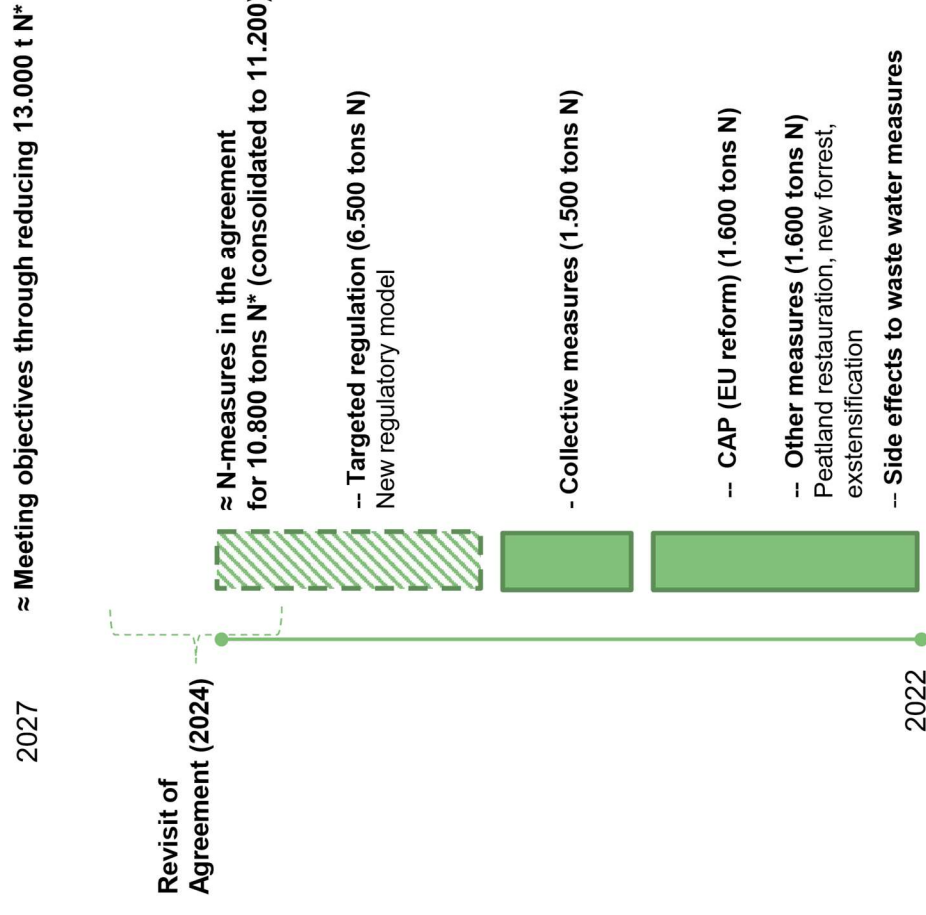 2027
≈ Meeting objectives through reducing 13.000 t N*
Revisit of
Agreement (2024)
≈ N-measures in the agreement
for 10.800 tons N* (consolidated to 11.200)
-- Targeted regulation (6.500 tons N)
New regulatory model
- Collective measures (1.500 tons N)
-- CAP (EU reform) (1.600 tons N)
-- Other measures (1.600 tons N)
Peatland restauration, new forrest,
exstensification
-- Side effects to waste water measures
2022